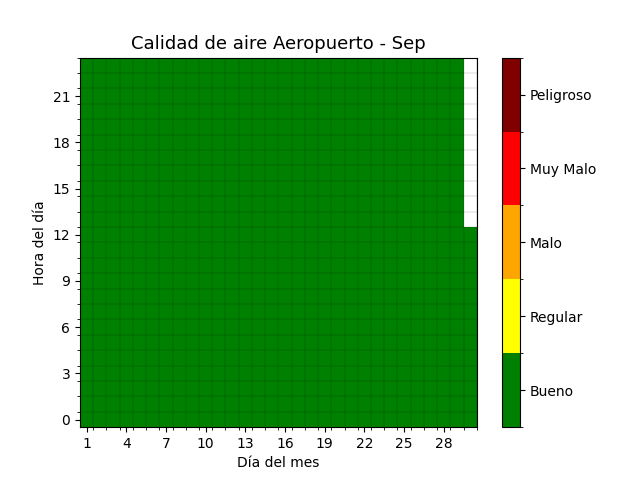 Calidad de aire Aeropuerto - Sep
Hora del día
21
18
15
12
9
6
3
0
1 4 7 10 13 16 19 22 25 28
Día del mes
Peligroso
Muy Malo
Malo
Regular
Bueno